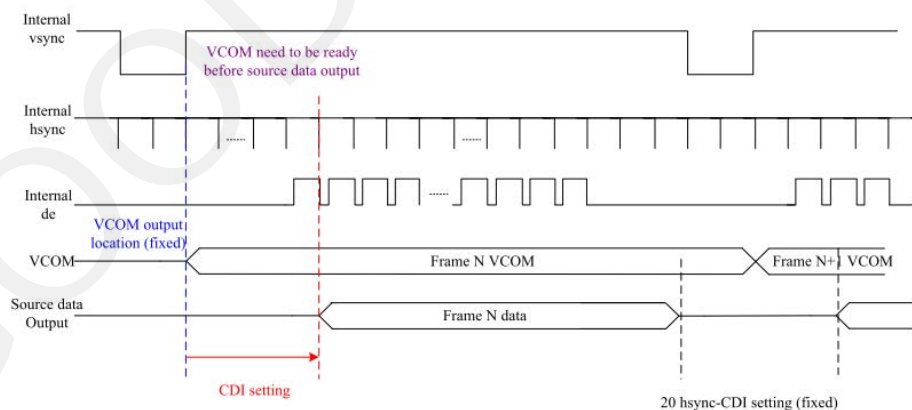 Internal
vsync
VCOM need to be ready
before source data output
Internal
hsync
......
......
Internal
de
......
VCOM output
location (fixed)
VCOM
Frame N VCOM
Frame N+1 VCOM
Source data
Output
Frame N data
CDI setting
20 hsync-CDI setting (fixed)